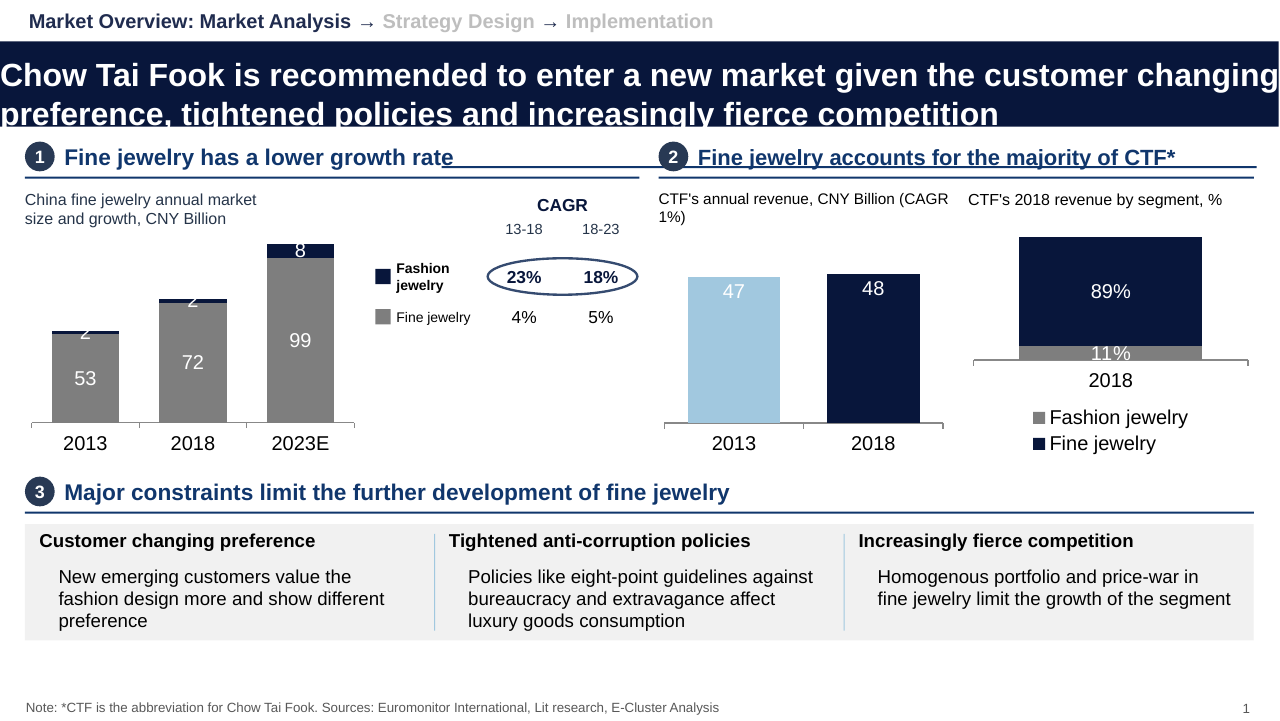 Market Overview: Market Analysis → Strategy Design → Implementation
Chow Tai Fook is recommended to enter a new market given the customer changing
preference, tightened policies and increasingly fierce competition
1 Fine jewelry has a lower growth rate
China fine jewelry annual market
size and growth, CNY Billion
CAGR
13-18 18-23
Fashion
jewelry
23% 18%
Fine jewelry 4% 5%
8
2
2
99
72
53
2013 2018 2023E
2 Fine jewelry accounts for the majority of CTF*
CTF's annual revenue, CNY Billion (CAGR
1%)
47 48
2013 2018
CTF's 2018 revenue by segment, %
89%
11%
2018
Fashion jewelry
Fine jewelry
3 Major constraints limit the further development of fine jewelry
Customer changing preference
New emerging customers value the
fashion design more and show different
preference
Tightened anti-corruption policies
Policies like eight-point guidelines against
bureaucracy and extravagance affect
luxury goods consumption
Increasingly fierce competition
Homogenous portfolio and price-war in
fine jewelry limit the growth of the segment
Note: *CTF is the abbreviation for Chow Tai Fook. Sources: Euromonitor International, Lit research, E-Cluster Analysis
1